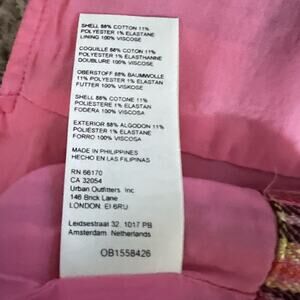 SHELL 88% COTTON 11%
POLYESTER 1% ELASTANE
LINING 100% VISCOSE
COQUILLE 88% COTON 11%
POLYESTER 1% ELASTHANNE
DOUBLURE 100% VISCOSE
OBERSTOFF 88% BAUMWOLLE
11% POLYESTER 1% ELASTAN
FUTTER 100% VISKOSE
SHELL 88% COTONE 11%
POLIESTERE 1% ELASTAN
FODERA 100% VISCOSA
EXTERIOR 88% ALGODON 11%
POLIÉSTER 1% ELASTANE
FORRO 100% VISCOSA
MADE IN PHILIPPINES
HECHO EN LAS FILIPINAS
RN 66170
CA 32054
Urban Outfitters. Inc
146 Brick Lane
LONDON. EI 6RU
Leidsestraat 32. 1017 PB
Amsterdam. Netherlands
OB1558426